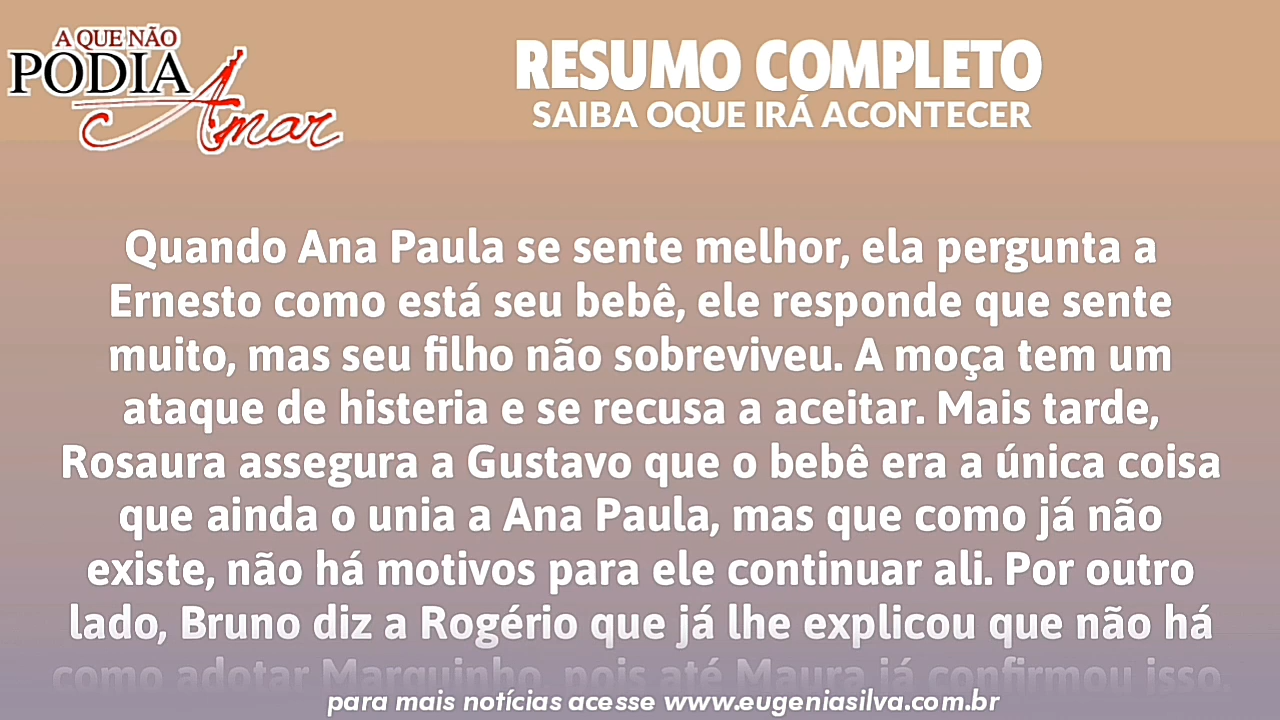 A QUE NÃO
PODIA
Amar
RESUMO COMPLETO
SAIBA OQUE IRÁ ACONTECER
Quando Ana Paula se sente melhor, ela pergunta a
Ernesto como está seu bebê, ele responde que sente
muito, mas seu filho não sobreviveu. A moça tem um
ataque de histeria e se recusa a aceitar. Mais tarde,
Rosaura assegura a Gustavo que o bebê era a única coisa
que ainda o unia a Ana Paula, mas que como já não
existe, não há motivos para ele continuar ali. Por outro
lado, Bruno diz a Rogério que já lhe explicou que não há
como adotar Marquinho, pois até Maura já confirmou isso.
para mais notícias acesse www.eugeniasilva.com.br